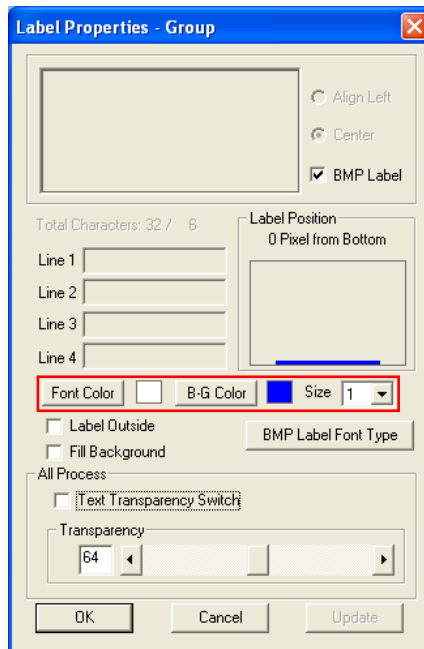 Label Properties - Group
Align Left
Center
BMP Label
Total Characters: 32 / 6
Label Position
0 Pixel from Bottom
Line 1
Line 2
Line 3
Line 4
Font Color B-G Color Size 1
Label Outside
Fill Background
BMP Label Font Type
All Process
Text Transparency Switch
Transparency
64
OK Cancel Update